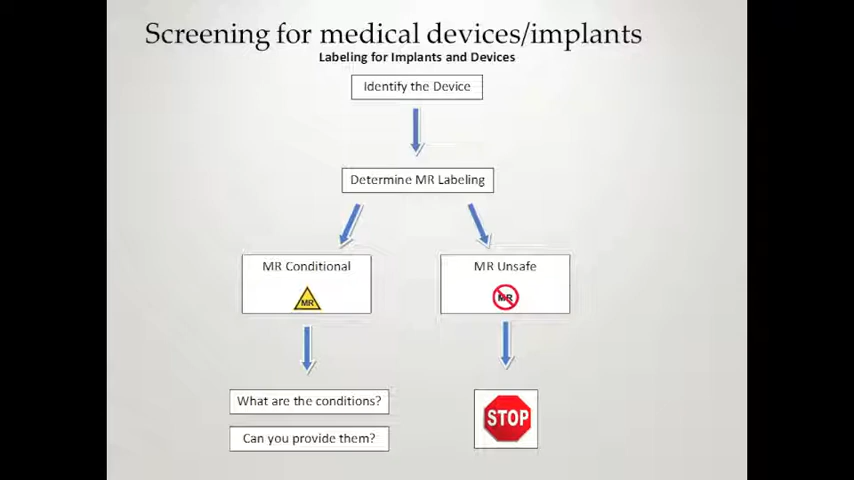 Screening for medical devices/implants
Labeling for Implants and Devices
Identify the Device
Determine MR Labeling
MR Conditional
MR
MR Unsafe
MR
What are the conditions?
Can you provide them?
STOP